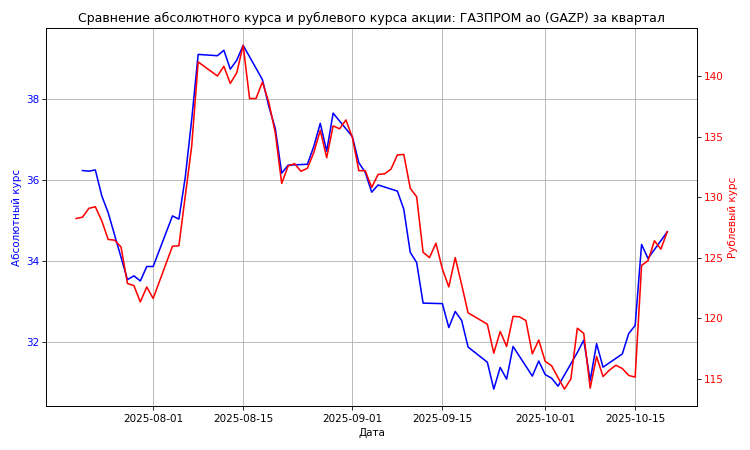 Сравнение абсолютного курса и рублевого курса акции: ГАЗПРОМ ао (GAZP) за квартал
38
36
34
32
Абсолютный курс
140
135
130
125
120
115
Рублевый курс
2025-08-01 2025-08-15 2025-09-01 2025-09-15 2025-10-01 2025-10-15
Дата